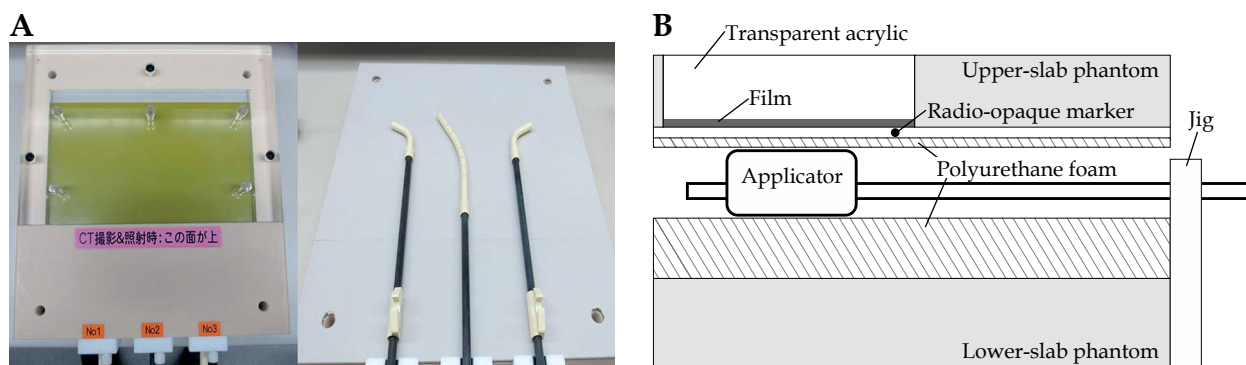 A
CT撮影&照射時:この面が上
No1
No2
No3
B
Transparent acrylic
Upper-slab phantom
Film
Radio-opaque marker
Jig
Polyurethane foam
Applicator
Lower-slab phantom